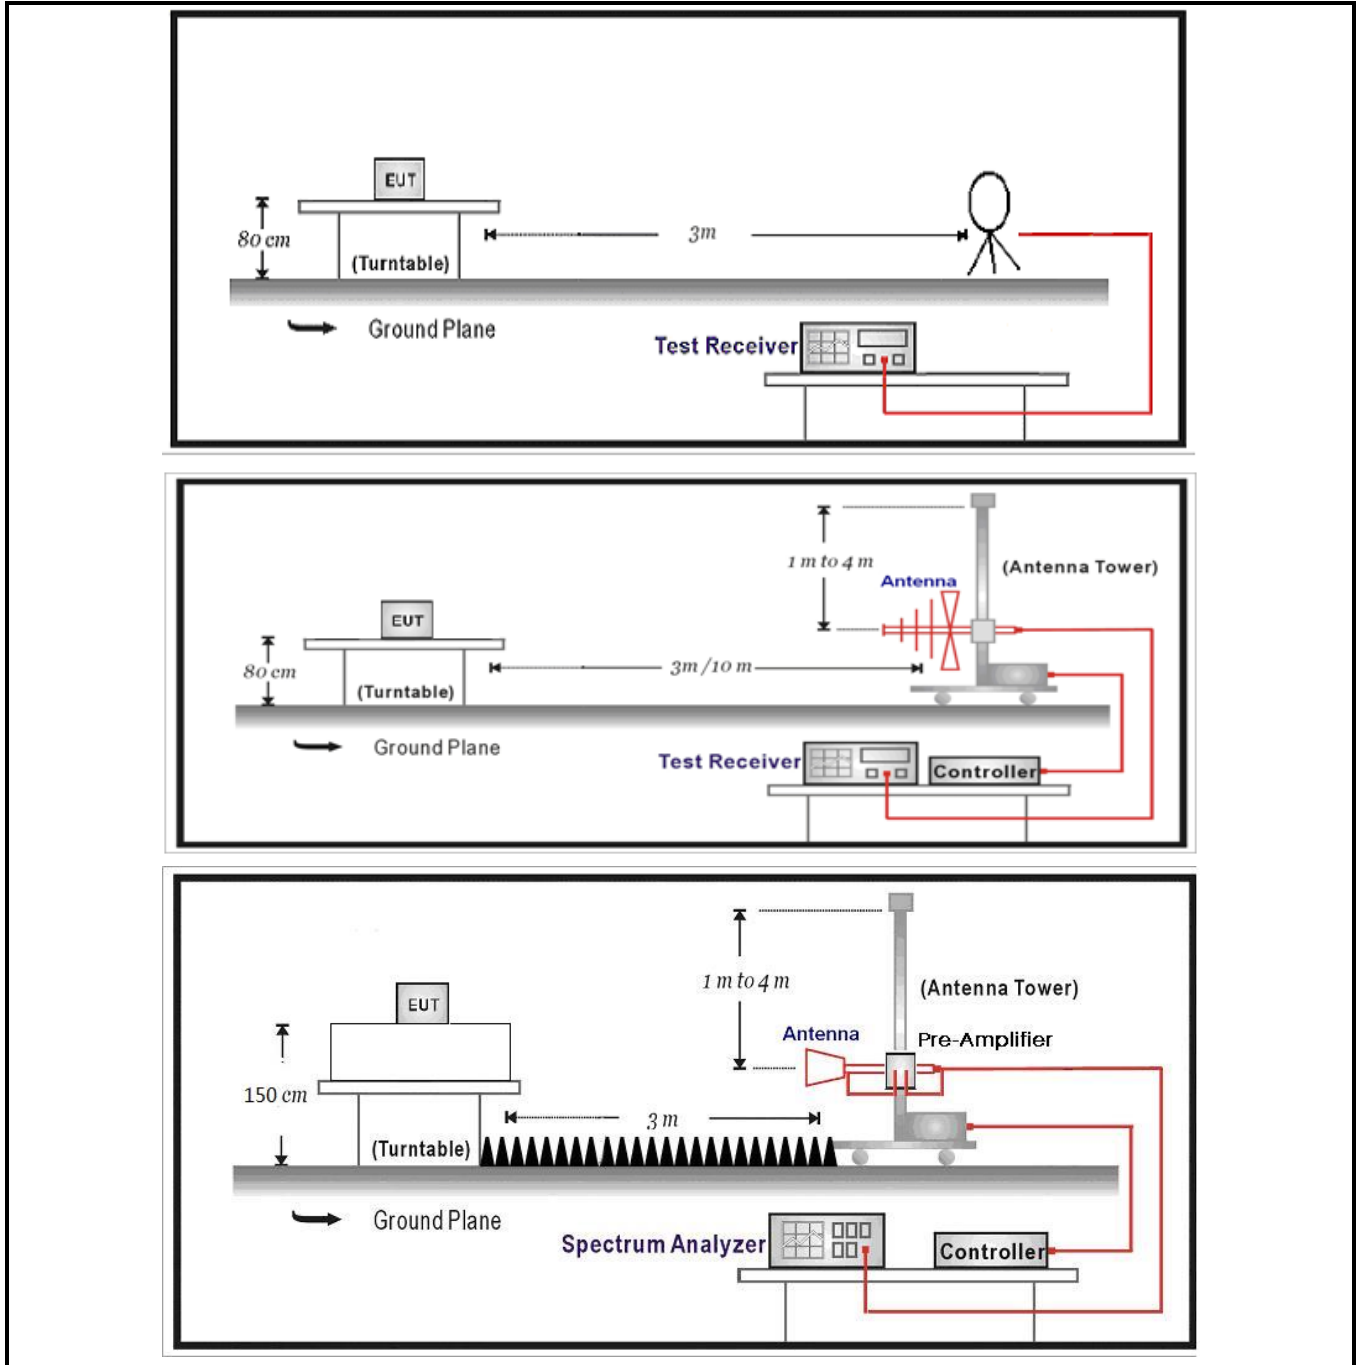 EUT
80 cm
3m
(Turntable)
Ground Plane
Test Receiver
1 m to 4 m
(Antenna Tower)
Antenna
EUT
80 cm
3m /10 m
(Turntable)
Ground Plane
Test Receiver
Controller
1 m to 4 m
(Antenna Tower)
EUT
Antenna
Pre-Amplifier
150 cm
3 m
(Turntable)
Ground Plane
Spectrum Analyzer
Controller